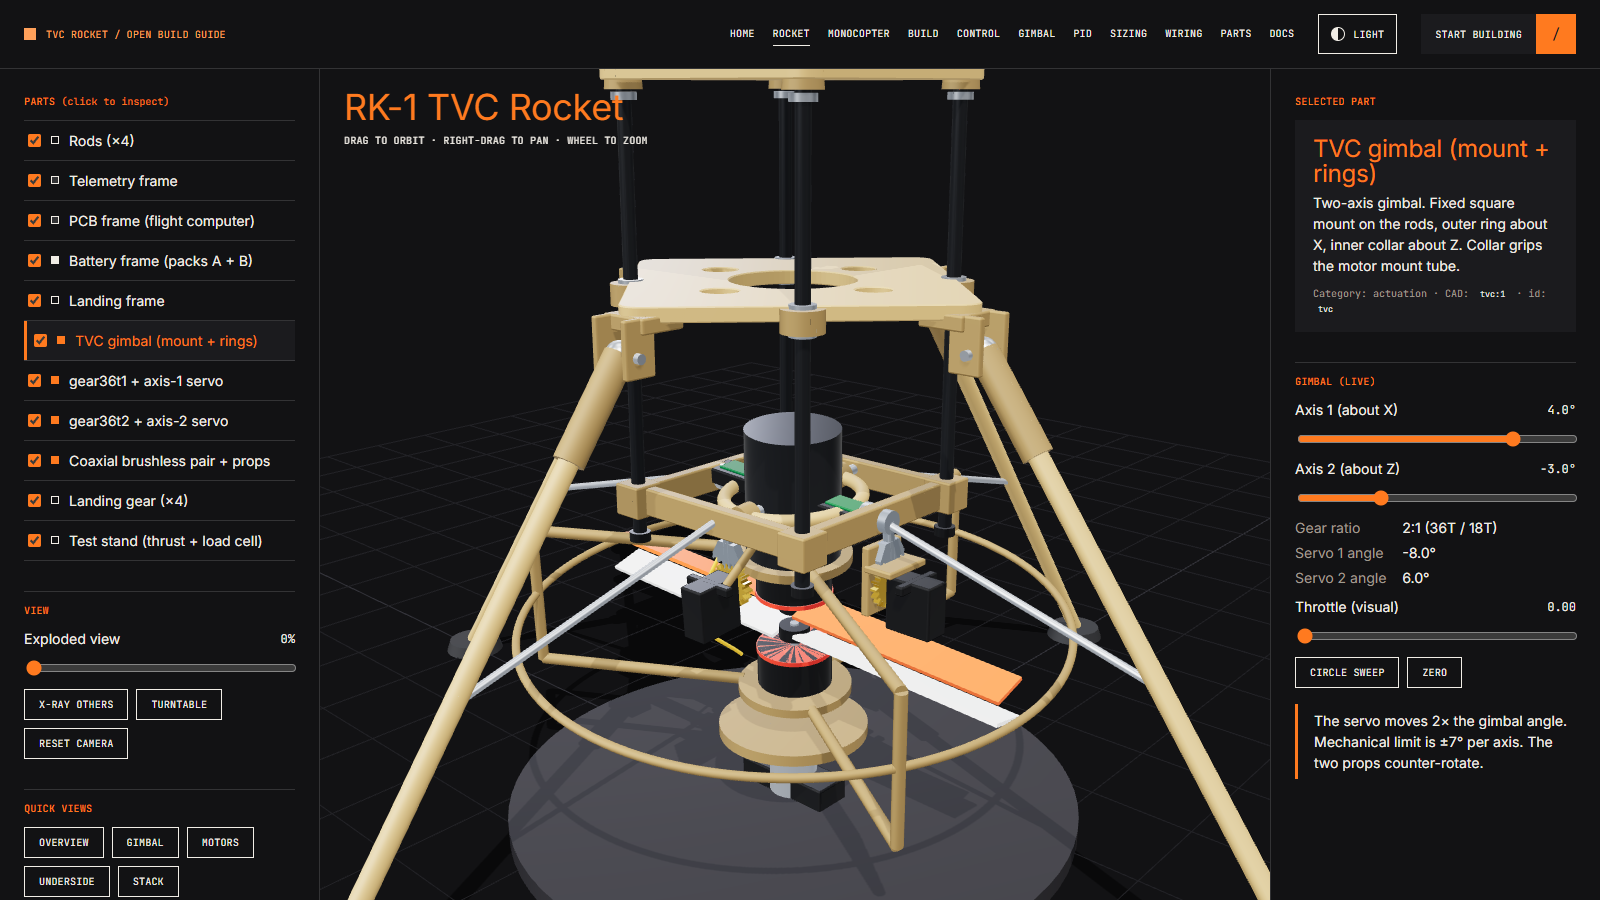 TVC ROCKET / OPEN BUILD GUIDE
HOME ROCKET MONOCOPTER BUILD CONTROL GIMBAL PID SIZING WIRING PARTS DOCS
LIGHT
START BUILDING /
PARTS (click to inspect)
Rods (×4)
Telemetry frame
PCB frame (flight computer)
Battery frame (packs A + B)
Landing frame
TVC gimbal (mount + rings)
gear36t1 + axis-1 servo
gear36t2 + axis-2 servo
Coaxial brushless pair + props
Landing gear (×4)
Test stand (thrust + load cell)
VIEW
Exploded view 0%
X-RAY OTHERS TURNTABLE
RESET CAMERA
QUICK VIEWS
OVERVIEW GIMBAL MOTORS
UNDERSIDE STACK
RK-1 TVC Rocket
DRAG TO ORBIT · RIGHT-DRAG TO PAN · WHEEL TO ZOOM
SELECTED PART
TVC gimbal (mount +
rings)
Two-axis gimbal. Fixed square
mount on the rods, outer ring about
X, inner collar about Z. Collar grips
the motor mount tube.
Category: actuation · CAD: tvc:1 · id:
tvc
GIMBAL (LIVE)
Axis 1 (about X) 4.0°
Axis 2 (about Z) -3.0°
Gear ratio 2:1 (36T / 18T)
Servo 1 angle -8.0°
Servo 2 angle 6.0°
Throttle (visual) 0.00
CIRCLE SWEEP ZERO
The servo moves 2× the gimbal angle.
Mechanical limit is ±7° per axis. The
two props counter-rotate.